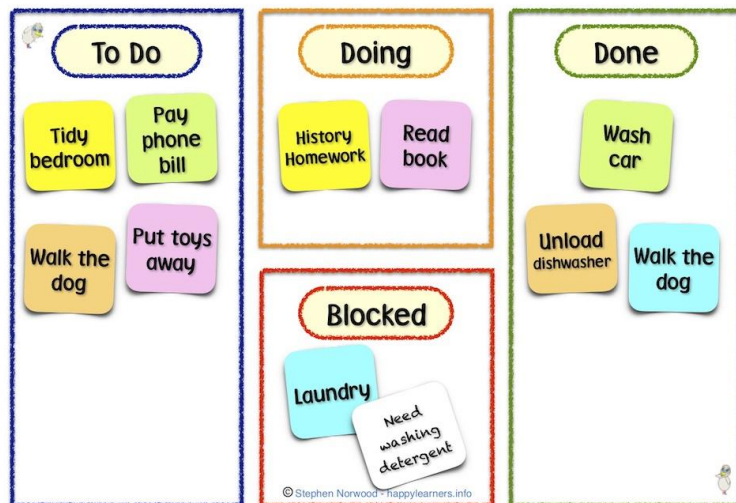 To Do
Tidy
bedroom
Pay
phone
bill
Walk the
dog
Put toys
away
Doing
History
Homework
Read
book
Blocked
Laundry
Need
washing
detergent
© Stephen Norwood - happylearners.info
Done
Wash
car
Unload
dishwasher
Walk the
dog